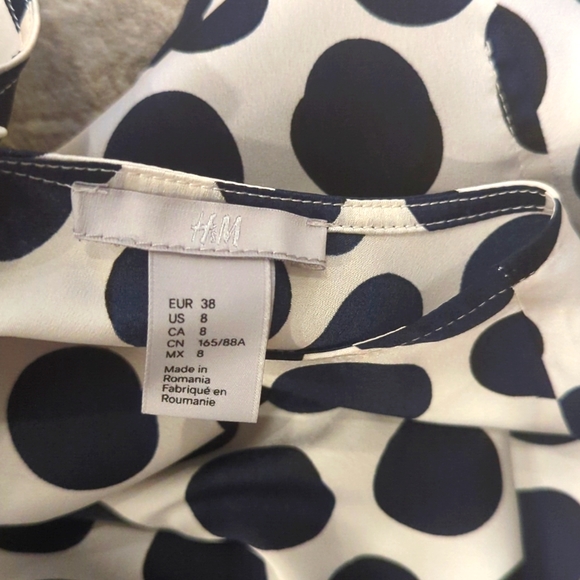 H&M
EUR 38
US 8
CA 8
CN 165/88A
MX 8
Made in
Romania
Fabriqué en
Roumanie